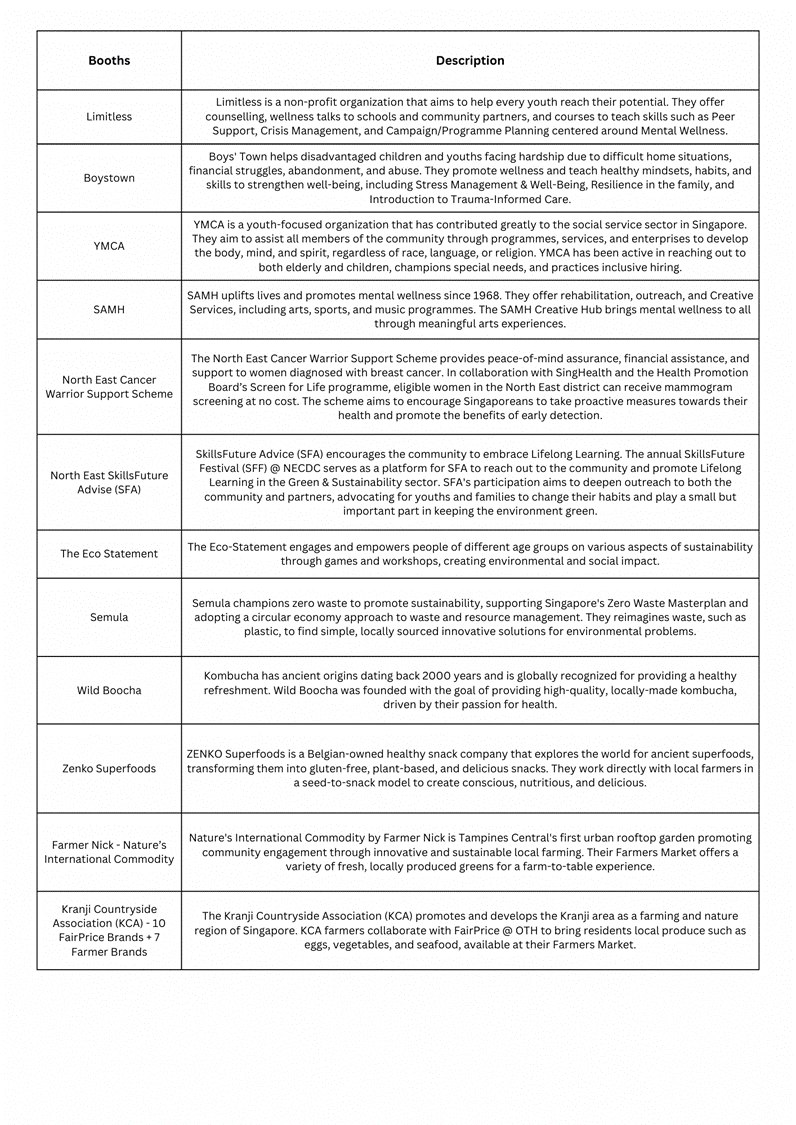 Booths
Description
Limitless
Limitless is a non-profit organization that aims to help every youth reach their potential. They offer
counselling, wellness talks to schools and community partners, and courses to teach skills such as Peer
Support, Crisis Management, and Campaign/Programme Planning centered around Mental Wellness.
Boystown
Boys' Town helps disadvantaged children and youths facing hardship due to difficult home situations,
financial struggles, abandonment, and abuse. They promote wellness and teach healthy mindsets, habits, and
skills to strengthen well-being, including Stress Management & Well-Being, Resilience in the family, and
Introduction to Trauma-Informed Care.
YMCA
YMCA is a youth-focused organization that has contributed greatly to the social service sector in Singapore.
They aim to assist all members of the community through programmes, services, and enterprises to develop
the body, mind, and spirit, regardless of race, language, or religion. YMCA has been active in reaching out to
both elderly and children, champions special needs, and practices inclusive hiring.
SAMH
SAMH uplifts lives and promotes mental wellness since 1968. They offer rehabilitation, outreach, and Creative
Services, including arts, sports, and music programmes. The SAMH Creative Hub brings mental wellness to all
through meaningful arts experiences.
North East Cancer
Warrior Support Scheme
The North East Cancer Warrior Support Scheme provides peace-of-mind assurance, financial assistance, and
support to women diagnosed with breast cancer. In collaboration with SingHealth and the Health Promotion
Board's Screen for Life programme, eligible women in the North East district can receive mammogram
screening at no cost. The scheme aims to encourage Singaporeans to take proactive measures towards their
health and promote the benefits of early detection.
North East SkillsFuture
Advise (SFA)
SkillsFuture Advice (SFA) encourages the community to embrace Lifelong Learning. The annual SkillsFuture
Festival (SFF) @ NECDC serves as a platform for SFA to reach out to the community and promote Lifelong
Learning in the Green & Sustainability sector. SFA's participation aims to deepen outreach to both the
community and partners, advocating for youths and families to change their habits and play a small but
important part in keeping the environment green.
The Eco Statement
The Eco-Statement engages and empowers people of different age groups on various aspects of sustainability
through games and workshops, creating environmental and social impact.
Semula
Semula champions zero waste to promote sustainability, supporting Singapore's Zero Waste Masterplan and
adopting a circular economy approach to waste and resource management. They reimagines waste, such as
plastic, to find simple, locally sourced innovative solutions for environmental problems.
Wild Boocha
Kombucha has ancient origins dating back 2000 years and is globally recognized for providing a healthy
refreshment. Wild Boocha was founded with the goal of providing high-quality, locally-made kombucha,
driven by their passion for health.
Zenko Superfoods
ZENKO Superfoods is a Belgian-owned healthy snack company that explores the world for ancient superfoods,
transforming them into gluten-free, plant-based, and delicious snacks. They work directly with local farmers in
a seed-to-snack model to create conscious, nutritious, and delicious.
Farmer Nick - Nature's
International Commodity
Nature's International Commodity by Farmer Nick is Tampines Central's first urban rooftop garden promoting
community engagement through innovative and sustainable local farming. Their Farmers Market offers a
variety of fresh, locally produced greens for a farm-to-table experience.
Kranji Countryside
Association (KCA) - 10
FairPrice Brands + 7
Farmer Brands
The Kranji Countryside Association (KCA) promotes and develops the Kranji area as a farming and nature
region of Singapore. KCA farmers collaborate with FairPrice @ OTH to bring residents local produce such as
eggs, vegetables, and seafood, available at their Farmers Market.